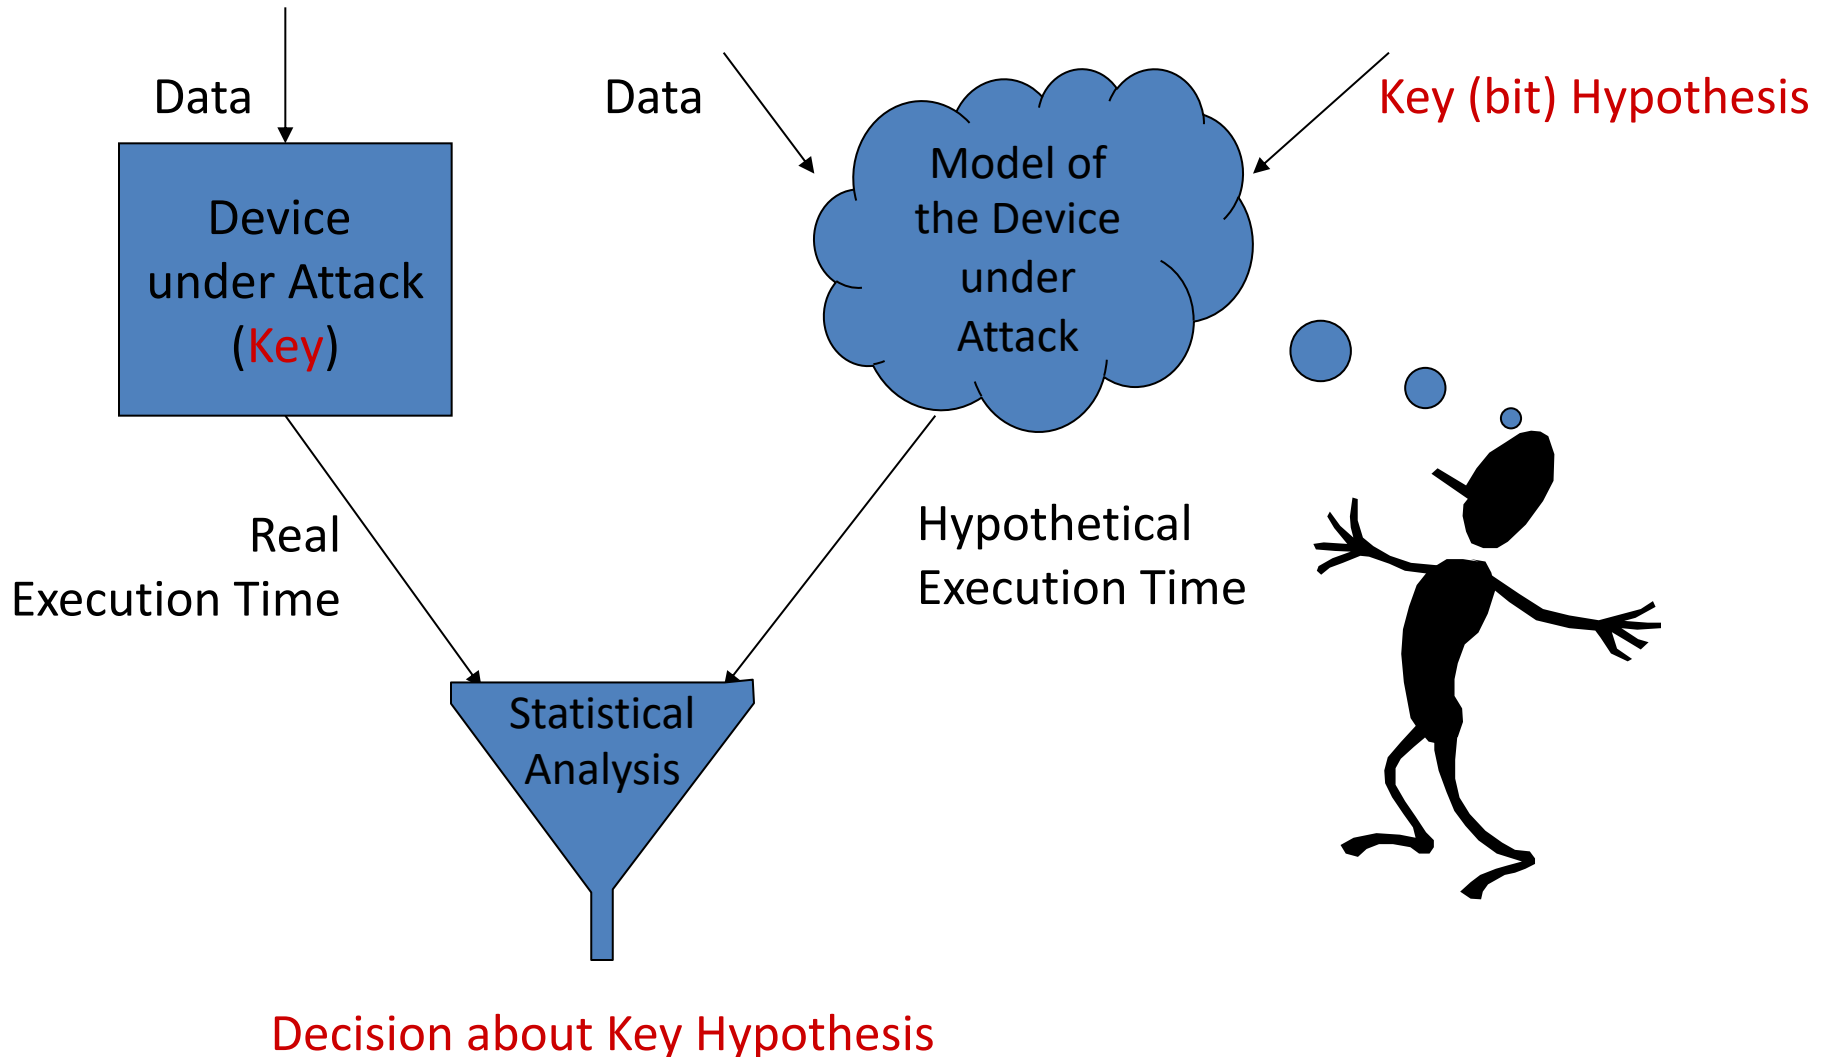 Data
Data
Key (bit) Hypothesis
Device
under Attack
(Key)
Model of
the Device
under
Attack
Real
Execution Time
Hypothetical
Execution Time
Statistical
Analysis
Decision about Key Hypothesis